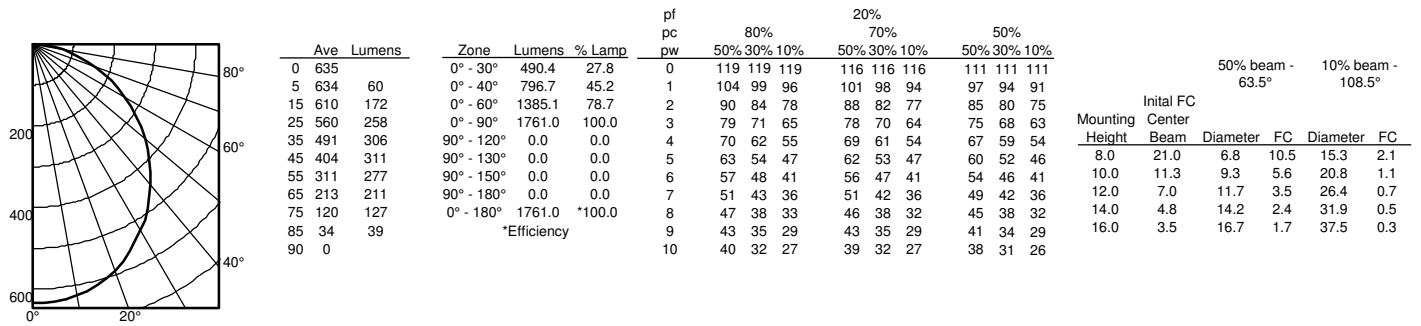 80°
60°
40°
20°
0°
200
400
600
Ave Lumens
0 635
5 634 60
15 610 172
25 560 258
35 491 306
45 404 311
55 311 277
65 213 211
75 120 127
85 34 39
90 0
Zone Lumens % Lamp
0° - 30° 490.4 27.8
0° - 40° 796.7 45.2
0° - 60° 1385.1 78.7
0° - 90° 1761.0 100.0
90° - 120° 0.0 0.0
90° - 130° 0.0 0.0
90° - 150° 0.0 0.0
90° - 180° 0.0 0.0
0° - 180° 1761.0 *100.0
*Efficiency
pf 20%
pc 80% 70% 50%
pw 50% 30% 10% 50% 30% 10% 50% 30% 10%
0 119 119 119 116 116 116 111 111 111
1 104 99 96 101 98 94 97 94 91
2 90 84 78 88 82 77 85 80 75
3 79 71 65 78 70 64 75 68 63
4 70 62 55 69 61 54 67 59 54
5 63 54 47 62 53 47 60 52 46
6 57 48 41 56 47 41 54 46 41
7 51 43 36 51 42 36 49 42 36
8 47 38 33 46 38 32 45 38 32
9 43 35 29 43 35 29 41 34 29
10 40 32 27 39 32 27 38 31 26
50% beam - 10% beam -
63.5° 108.5°
Inital FC
Mounting Center
Height Beam Diameter FC Diameter FC
8.0 21.0 6.8 10.5 15.3 2.1
10.0 11.3 9.3 5.6 20.8 1.1
12.0 7.0 11.7 3.5 26.4 0.7
14.0 4.8 14.2 2.4 31.9 0.5
16.0 3.5 16.7 1.7 37.5 0.3